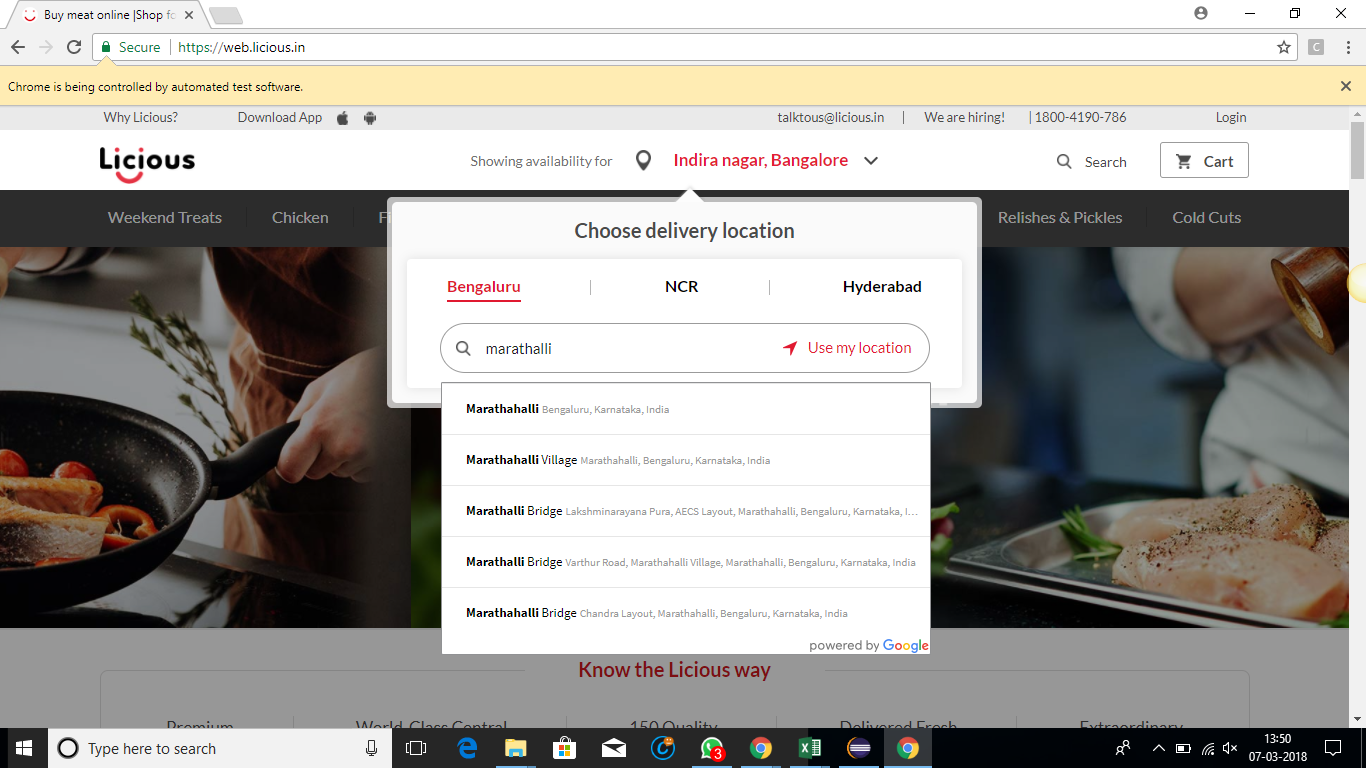 Buy meat online |Shop fo
Secure https://web.licious.in
C
Chrome is being controlled by automated test software.
Why Licious? Download App talktous@licious.in | We are hiring! | 1800-4190-786 Login
Licious Showing availability for Indira nagar, Bangalore Search Cart
Weekend Treats Chicken Fi Relishes & Pickles Cold Cuts
Choose delivery location
Bengaluru | NCR | Hyderabad
marathalli Use my location
Marathahalli Bengaluru, Karnataka, India
Marathahalli Village Marathahalli, Bengaluru, Karnataka, India
Marathalli Bridge Lakshminarayana Pura, AECS Layout, Marathahalli, Bengaluru, Karnataka, I...
Marathalli Bridge Varthur Road, Marathahalli Village, Marathahalli, Bengaluru, Karnataka, India
Marathahalli Bridge Chandra Layout, Marathahalli, Bengaluru, Karnataka, India
powered by Google
Know the Licious way
Premium World-Class Central 150 Quality Delivered Fresh Extraordinary
Type here to search 3 13:50
07-03-2018